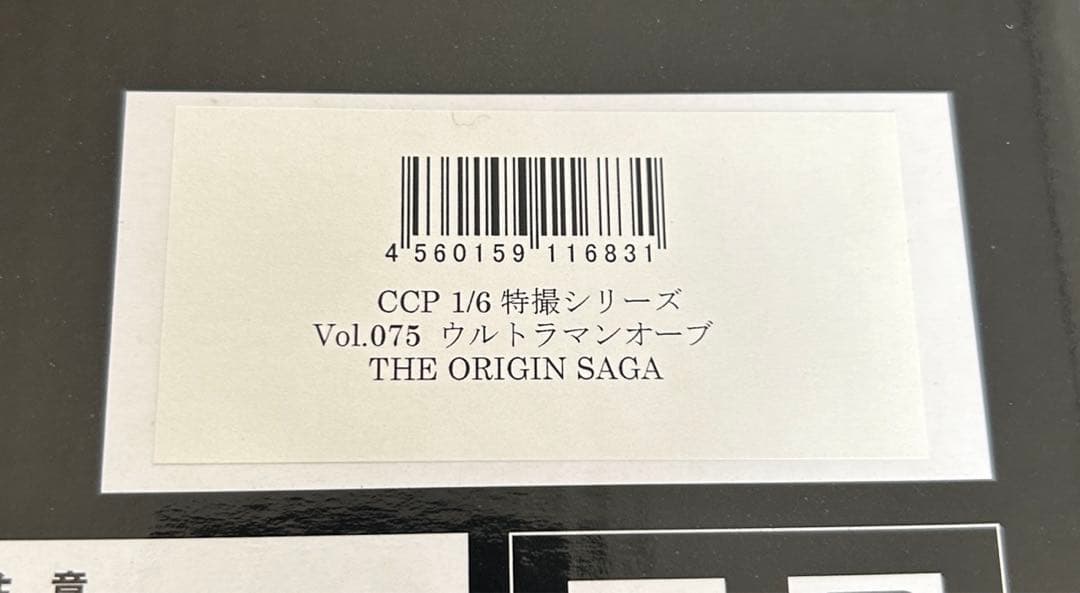 4 560159 116831
CCP 1/6 特撮シリーズ
Vol.075 ウルトラマンオーブ
THE ORIGIN SAGA
意